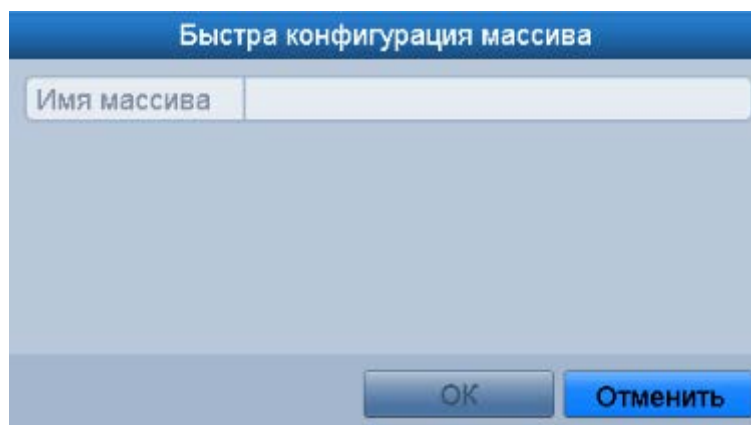 Быстра конфигурация массива
Имя массива
OK Отменить